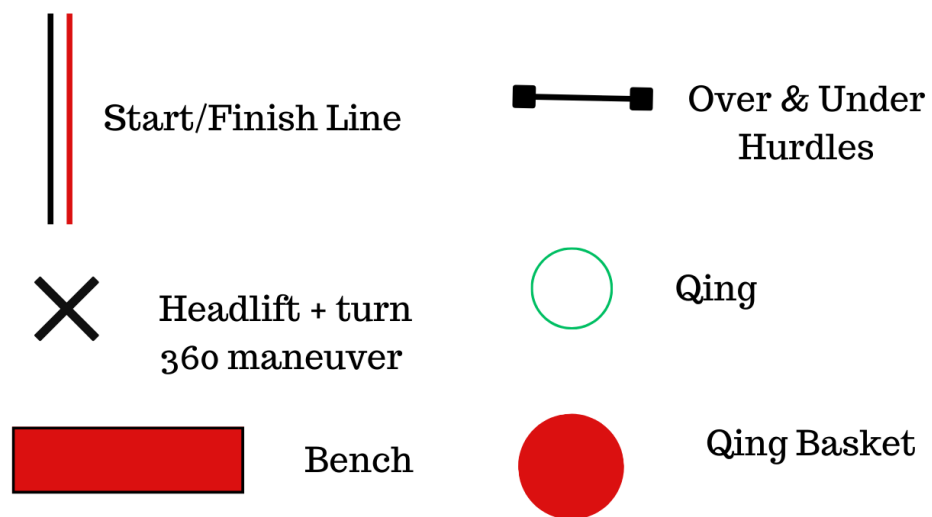 Start/Finish Line
Over & Under
Hurdles
Headlift + turn
360 maneuver
Qing
Bench
Qing Basket